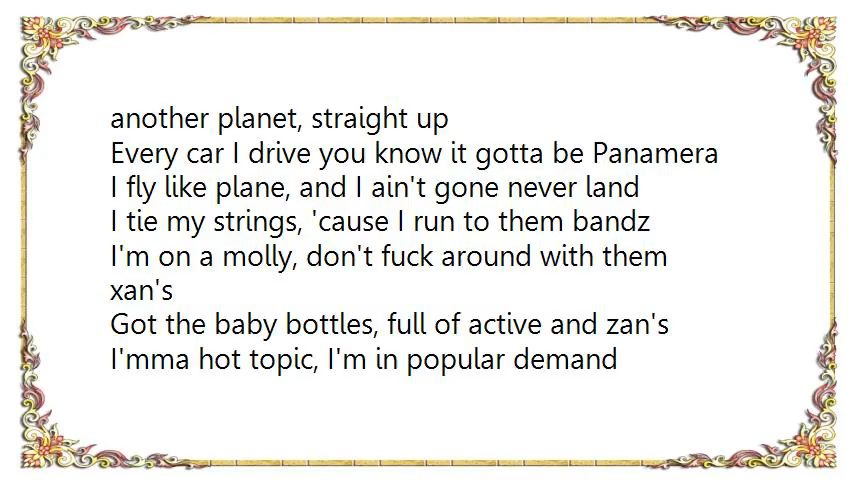 another planet, straight up
Every car I drive you know it gotta be Panamera
I fly like plane, and I ain't gone never land
I tie my strings, 'cause I run to them bandz
I'm on a molly, don't fuck around with them
xan's
Got the baby bottles, full of active and zan's
I'mma hot topic, I'm in popular demand